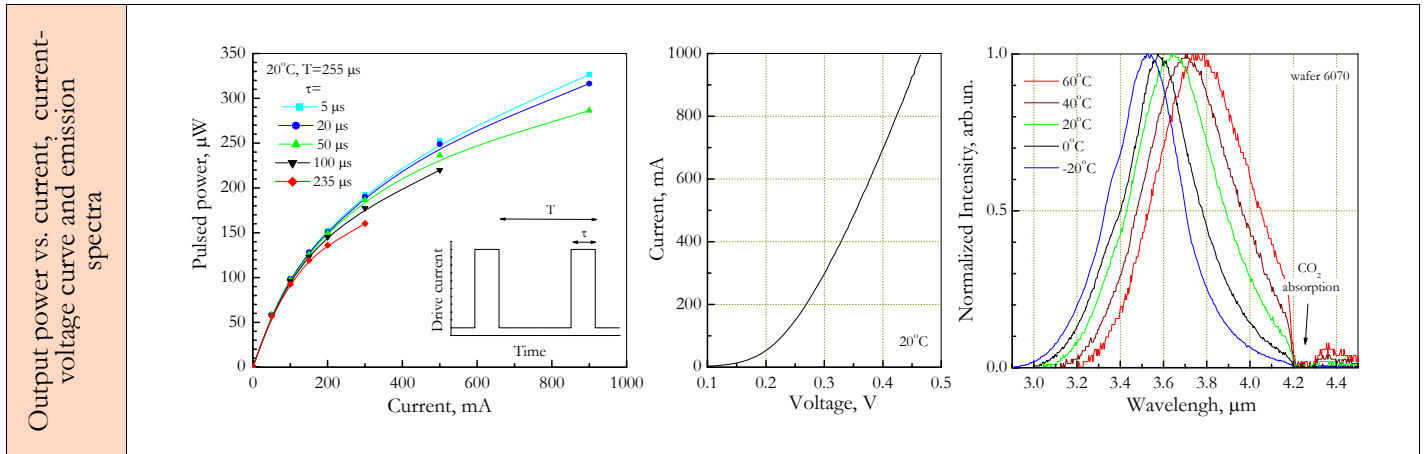 Output power vs. current, current-
voltage curve and emission
spectra
350
300
250
200
150
100
50
0
Pulsed power, µW
20°C, T=255 µs
τ=
5 µs
20 µs
50 µs
100 µs
235 µs
T
τ
Drive current
Time
0 200 400 600 800 1000
Current, mA
1000
800
600
400
200
0
Current, mA
20°C
0.1 0.2 0.3 0.4 0.5
Voltage, V
1.0
0.5
0.0
Normalized Intensity, arb.un.
wafer 6070
60°C
40°C
20°C
0°C
-20°C
CO2
absorption
3.0 3.2 3.4 3.6 3.8 4.0 4.2 4.4
Wavelengh, µm